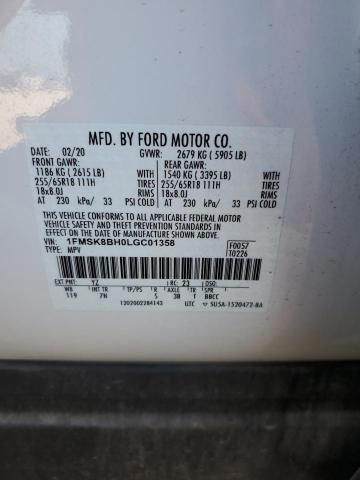 MFD. BY FORD MOTOR CO.
DATE: 02/20 GVWR: 2679 KG ( 5905 LB)
FRONT GAWR: REAR GAWR:
1186 KG ( 2615 LB) 1540 KG ( 3395 LB)
255/65R18 111H WITH TIRES 255/65R18 111H
18x8.0J RIMS 18x8.0J
AT 230 kPa/ 33 PSI COLD AT 230 kPa/ 33 PSI COLD
THIS VEHICLE CONFORMS TO ALL APPLICABLE FEDERAL MOTOR
VEHICLE SAFETY AND THEFT PREVENTION STANDARDS IN EFFECT ON THE DATE OF MANUFACTURE SHOWN ABOVE.
VIN: 1FMSK8BH0LGC01358
TYPE: MPV
F0057
T0226
EXT PNT: YZ RC: 23 DSO:
WB INT TR TP/PS R AXLE TR SPR
119 7N 5 3B T BBCC
1202002284143 UTC 5U5A-1520472-BA